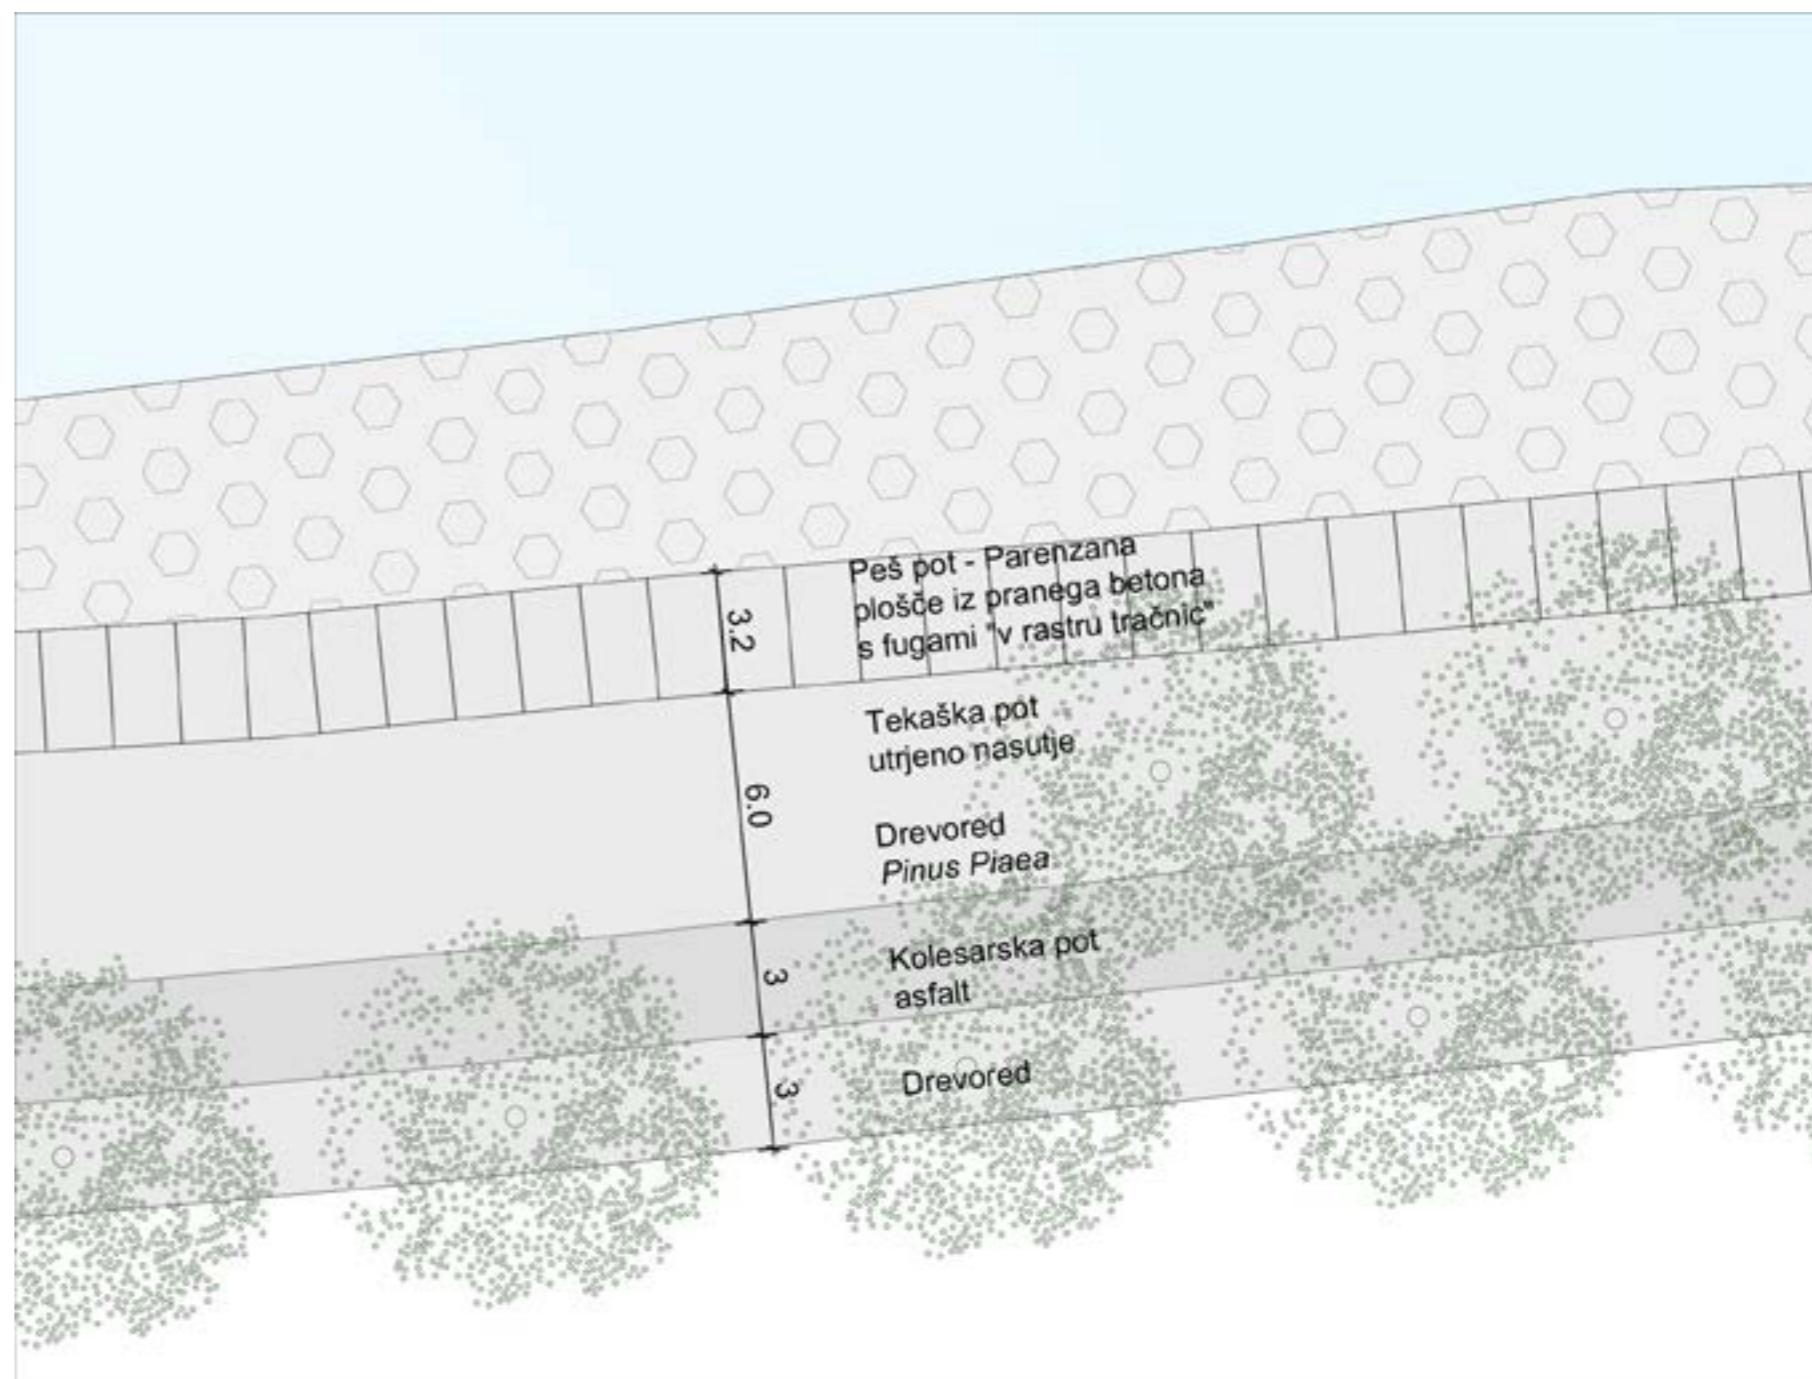 Peš pot - Parenzana
plošče iz pranega betona
s fugami "v rastru tračnic"
3.2
Tekaška pot
utrjeno nasutje
6.0
Drevored
Pinus Piaea
Kolesarska pot
asfalt
3
Drevored
3